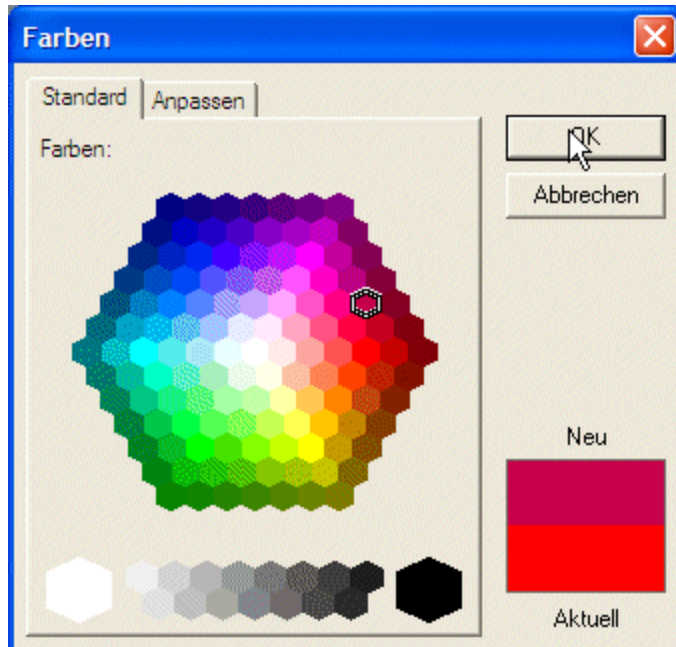 Farben
Standard Anpassen
Farben:
OK
Abbrechen
Neu
Aktuell